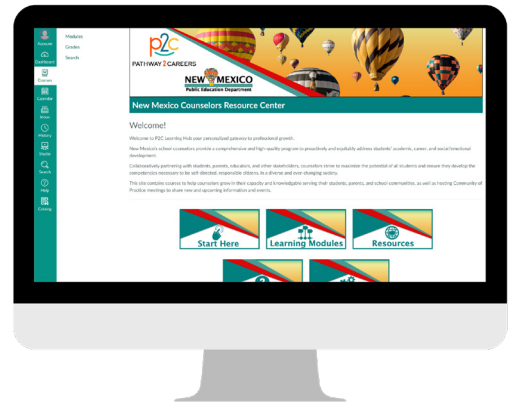 Account
Dashboard
Courses
Calendar
Inbox
History
Studio
Search
Help
Catalog
Modules
Grades
Search
p2c
PATHWAY2CAREERS
NEW MEXICO
Public Education Department
New Mexico Counselors Resource Center
Welcome!
Welcome to P2C Learning Hub your personalized gateway to professional growth.
New Mexico's school counselors provide a comprehensive and high-quality program to proactively and equitably address students' academic, career, and social/emotional
development.
Collaboratively partnering with students, parents, educators, and other stakeholders, counselors strive to maximize the potential of all students and ensure they develop the
competencies necessary to be self-directed, responsible citizens, in a diverse and ever-changing society.
This site contains courses to help counselors grow in their capacity and knowledgable serving their students, parents, and school communities, as well as hosting Community of
Practice meetings to share new and upcoming information and events.
Start Here
Learning Modules
Resources